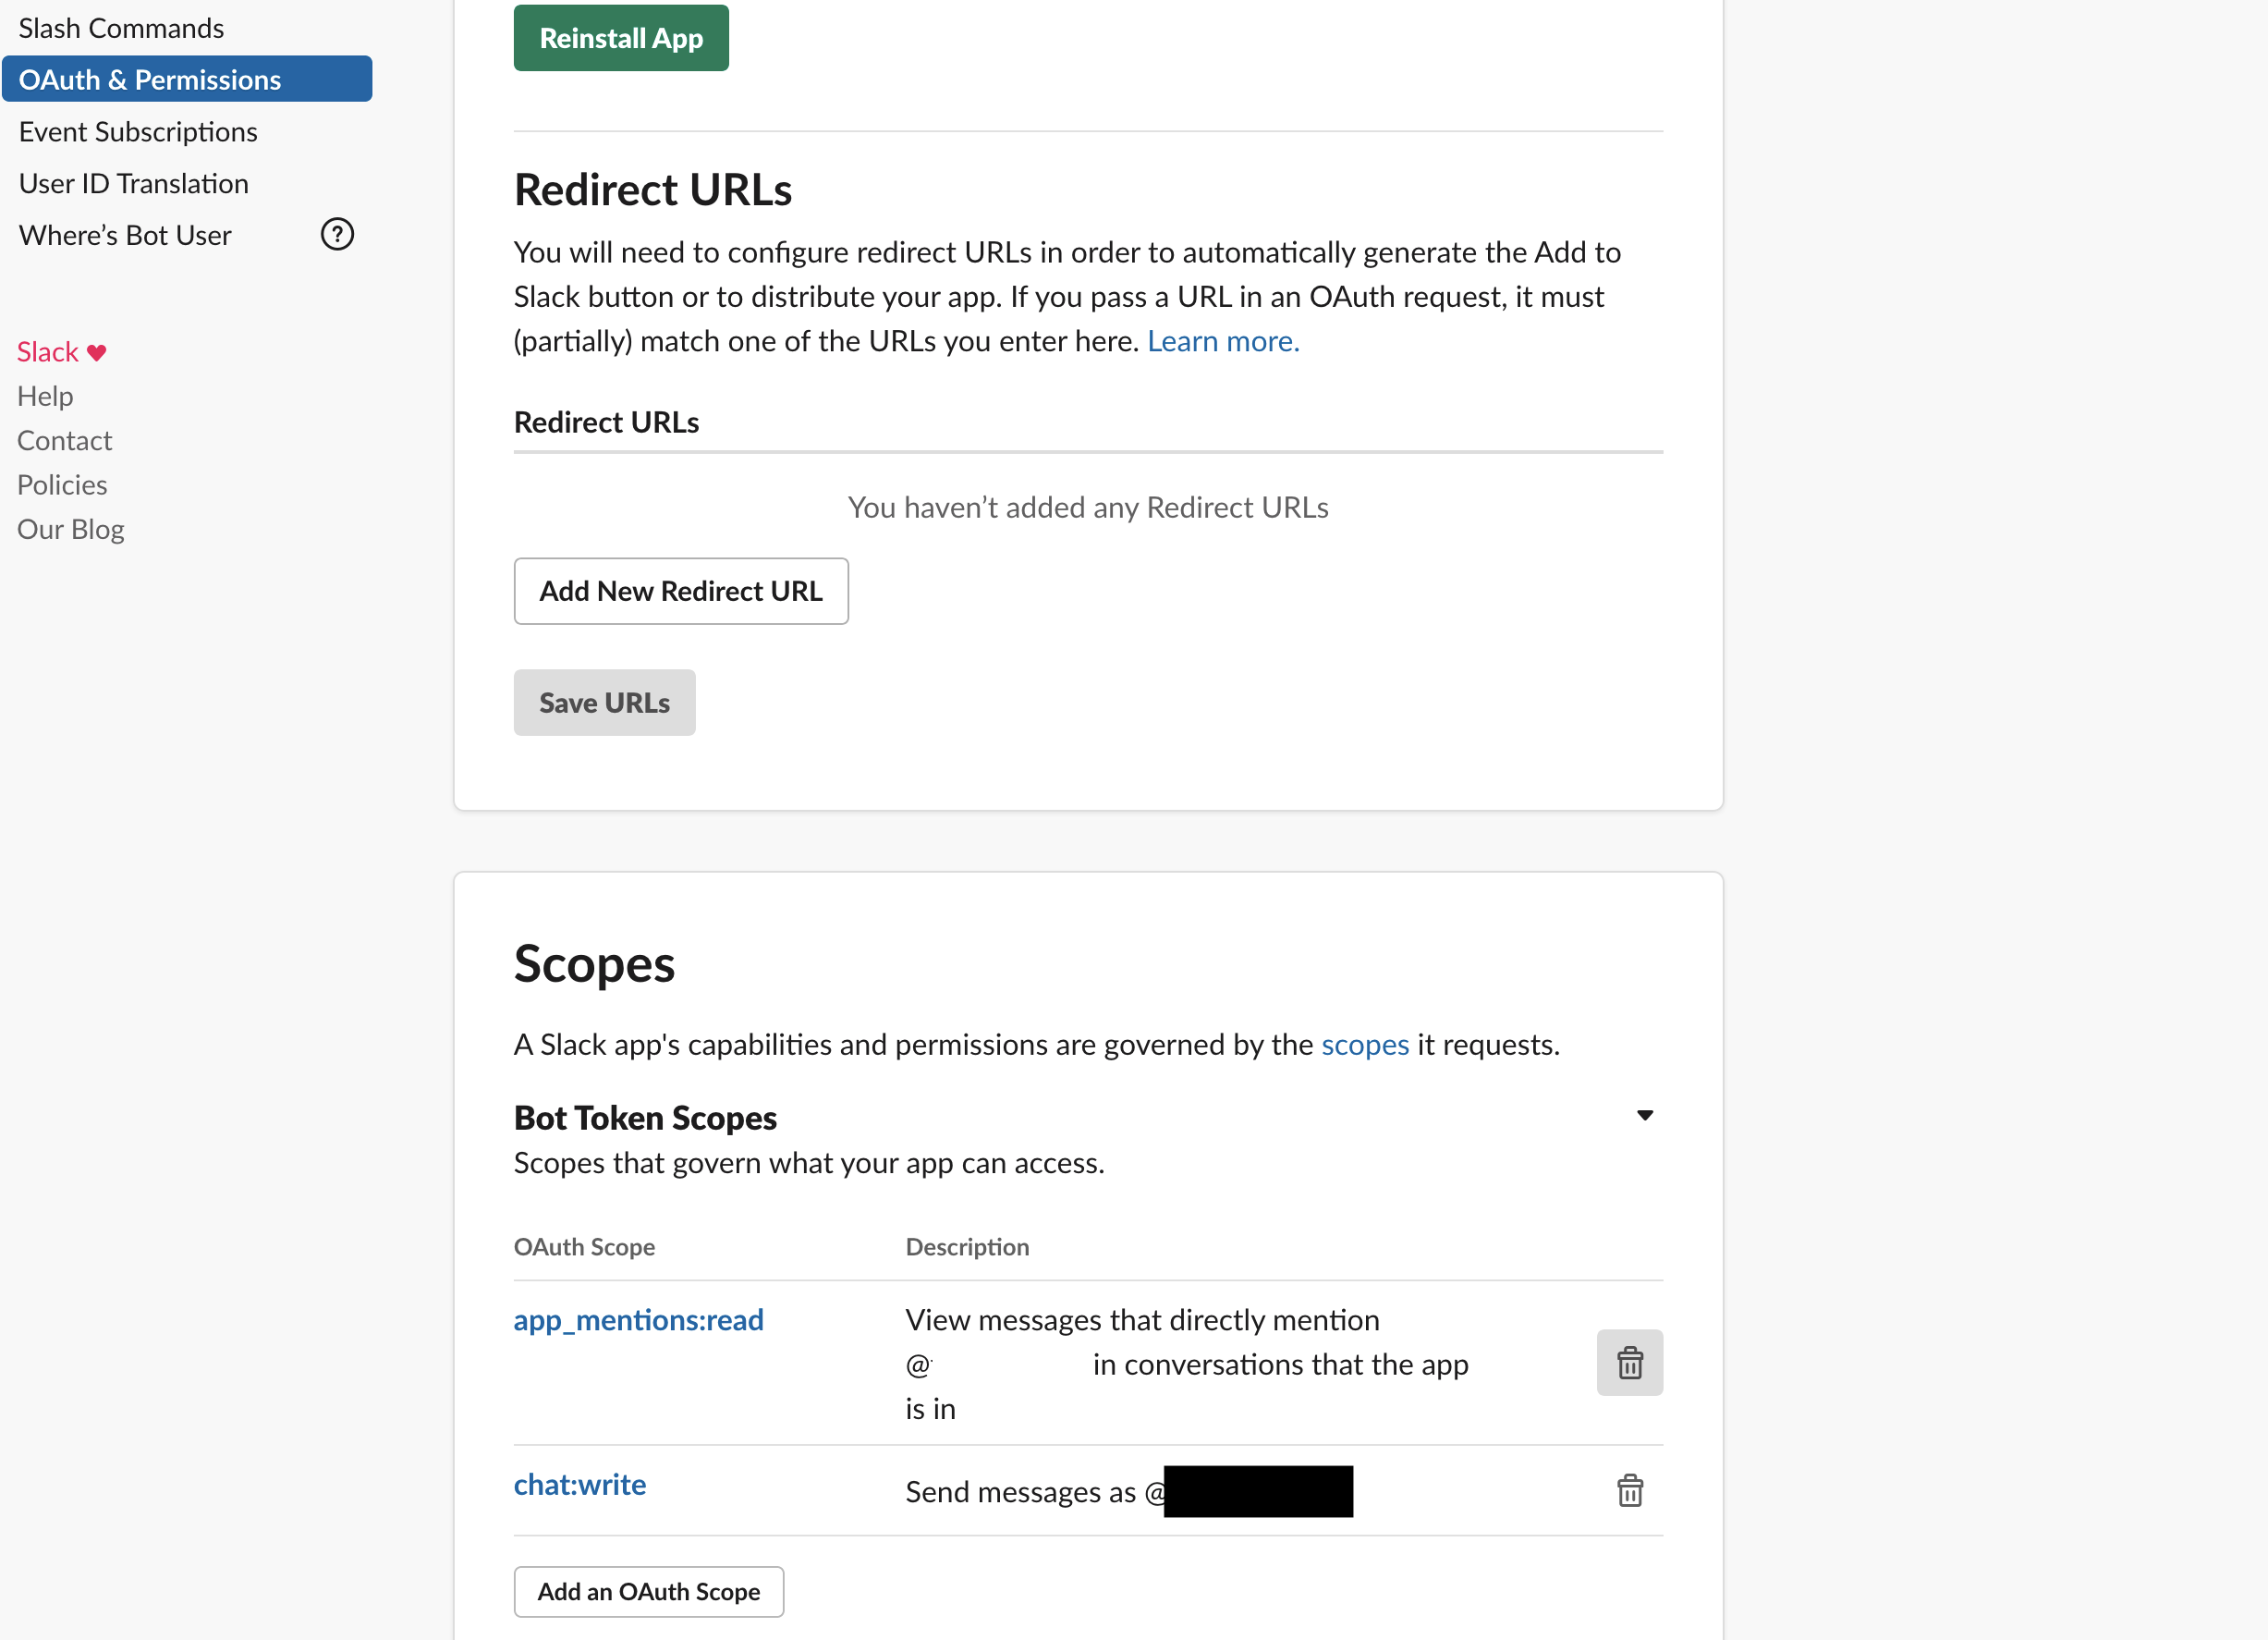 Slash Commands
OAuth & Permissions
Event Subscriptions
User ID Translation
Where’s Bot User
?
Slack
Help
Contact
Policies
Our Blog
Reinstall App
Redirect URLs
You will need to configure redirect URLs in order to automatically generate the Add to
Slack button or to distribute your app. If you pass a URL in an OAuth request, it must
(partially) match one of the URLs you enter here. Learn more.
Redirect URLs
You haven’t added any Redirect URLs
Add New Redirect URL
Save URLs
Scopes
A Slack app's capabilities and permissions are governed by the scopes it requests.
Bot Token Scopes
Scopes that govern what your app can access.
OAuth Scope Description
app_mentions:read View messages that directly mention
@ in conversations that the app
is in
chat:write Send messages as @
Add an OAuth Scope